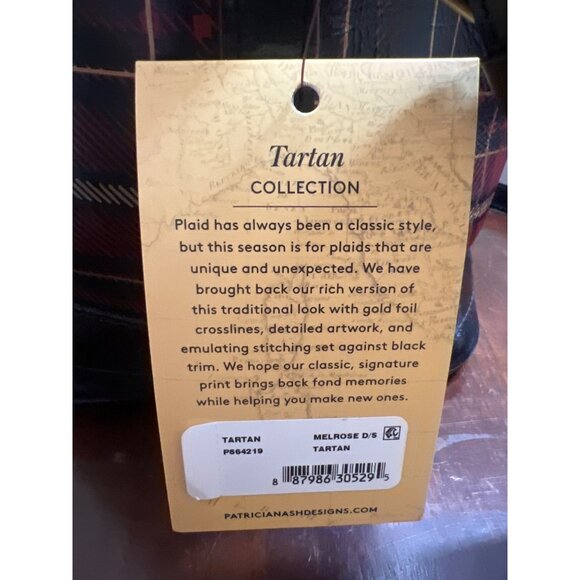 Tartan
COLLECTION
Plaid has always been a classic style,
but this season is for plaids that are
unique and unexpected. We have
brought back our rich version of
this traditional look with gold foil
crosslines, detailed artwork, and
emulating stitching set against black
trim. We hope our classic, signature
print brings back fond memories
while helping you make new ones.
TARTAN MELROSE D/S
P864219 TARTAN
8 87986 30529 5
PATRICIANASHDESIGNS.COM